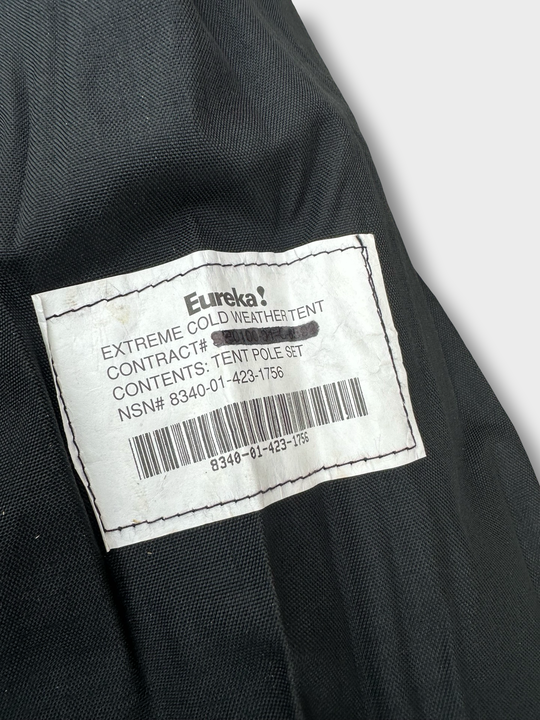 Eureka!
EXTREME COLD WEATHER TENT
CONTRACT#
CONTENTS: TENT POLE SET
NSN# 8340-01-423-1756
8340-01-423-1756